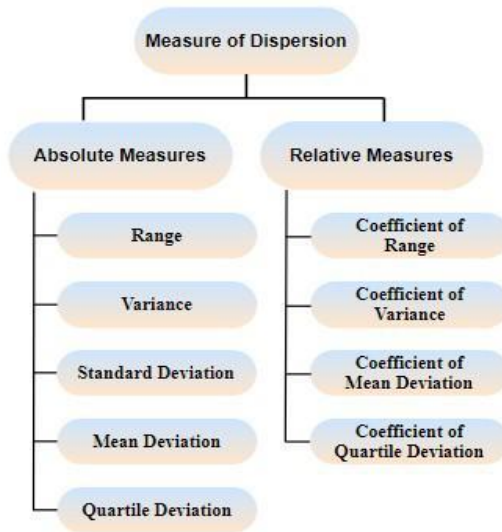 Measure of Dispersion
Absolute Measures
Range
Variance
Standard Deviation
Mean Deviation
Quartile Deviation
Relative Measures
Coefficient of
Range
Coefficient of
Variance
Coefficient of
Mean Deviation
Coefficient of
Quartile Deviation